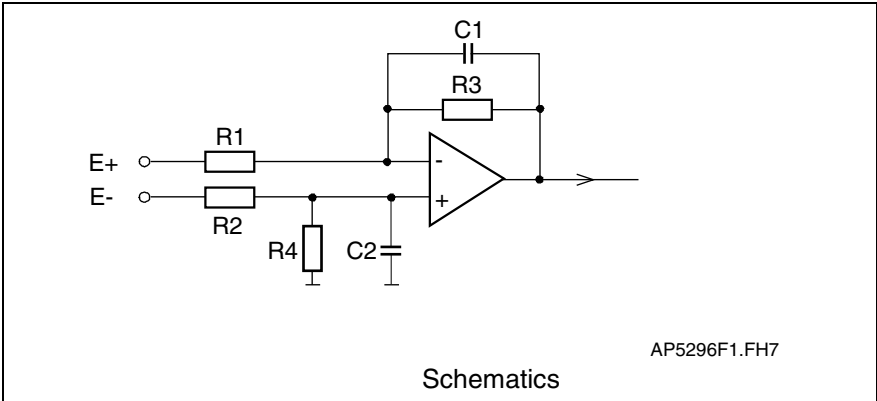 C1
R3
R1
E+
-
E-
+
R2
R4
C2
AP5296F1.FH7
Schematics